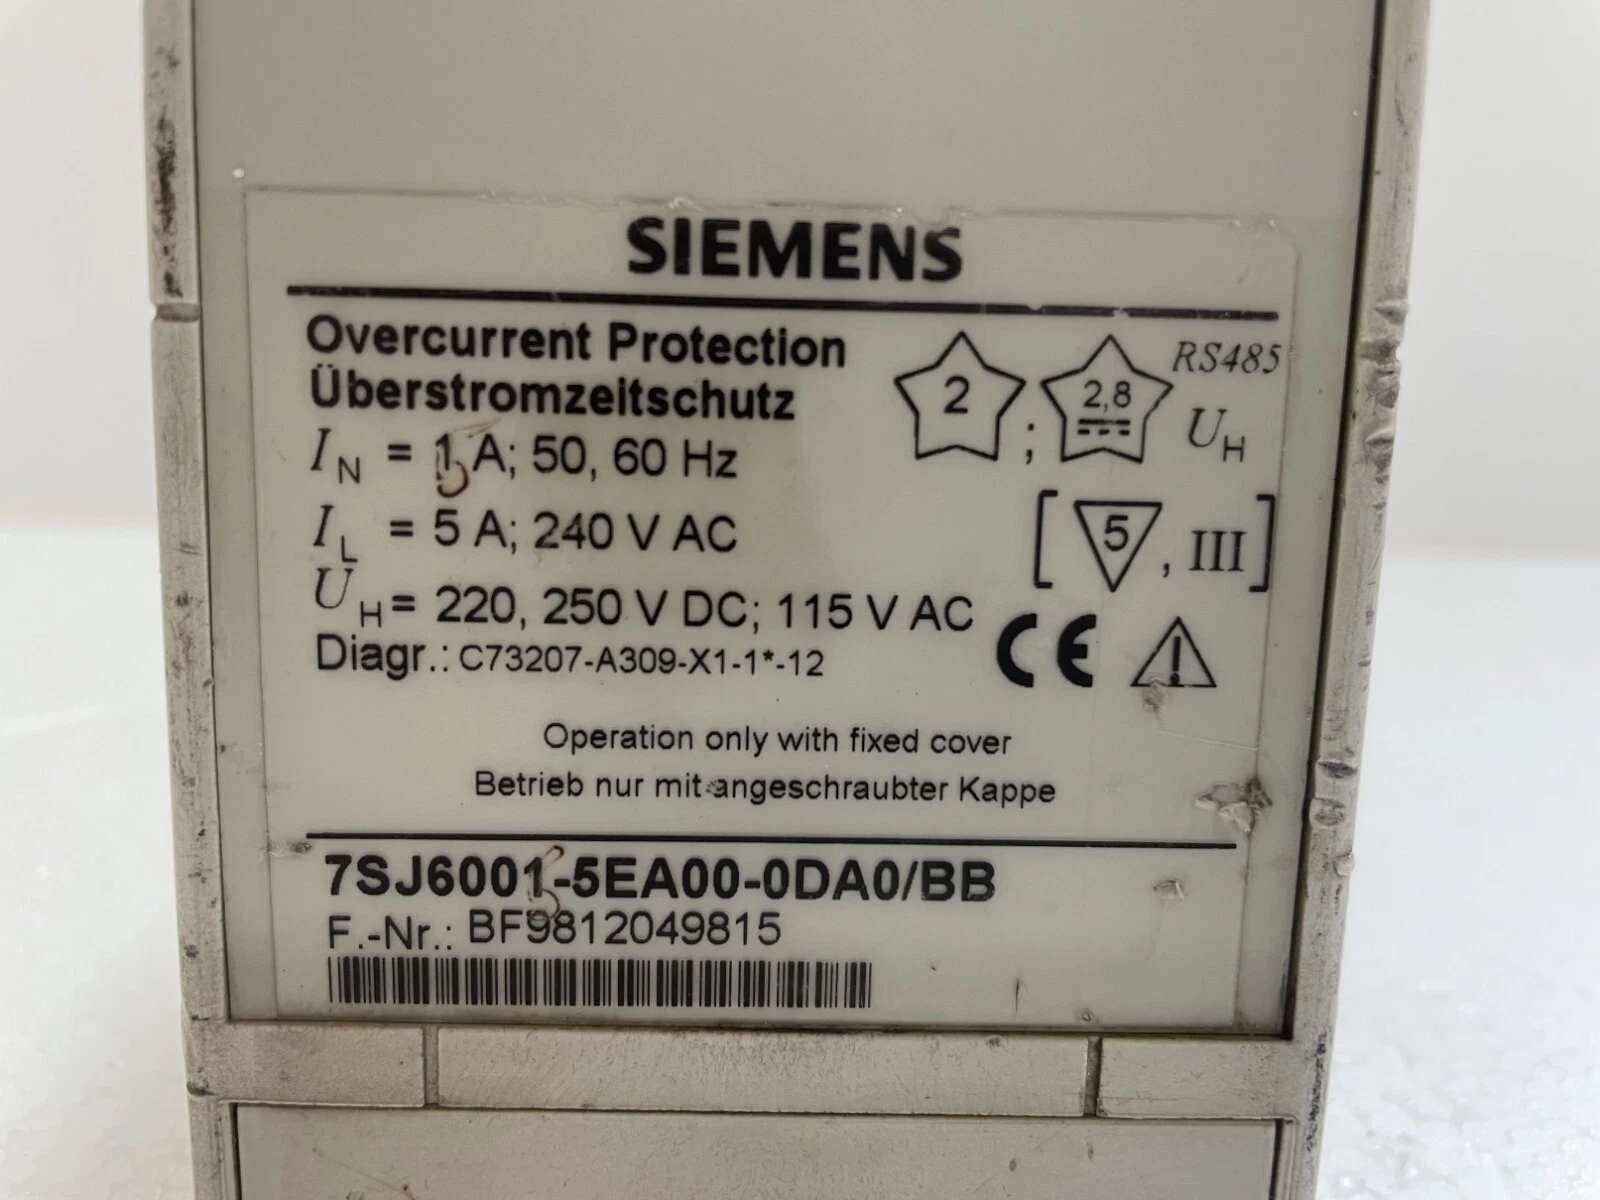 SIEMENS
Overcurrent Protection
Überstromzeitschutz
2 ; 2,8 RS485
I_N = 1 A; 50, 60 Hz
U_H
I_L = 5 A; 240 V AC
[ 5 , III ]
U_H = 220, 250 V DC; 115 V AC
Diagr.: C73207-A309-X1-1*-12
CE
Operation only with fixed cover
Betrieb nur mit angeschraubter Kappe
7SJ6001-5EA00-0DA0/BB
F.-Nr.: BF9812049815